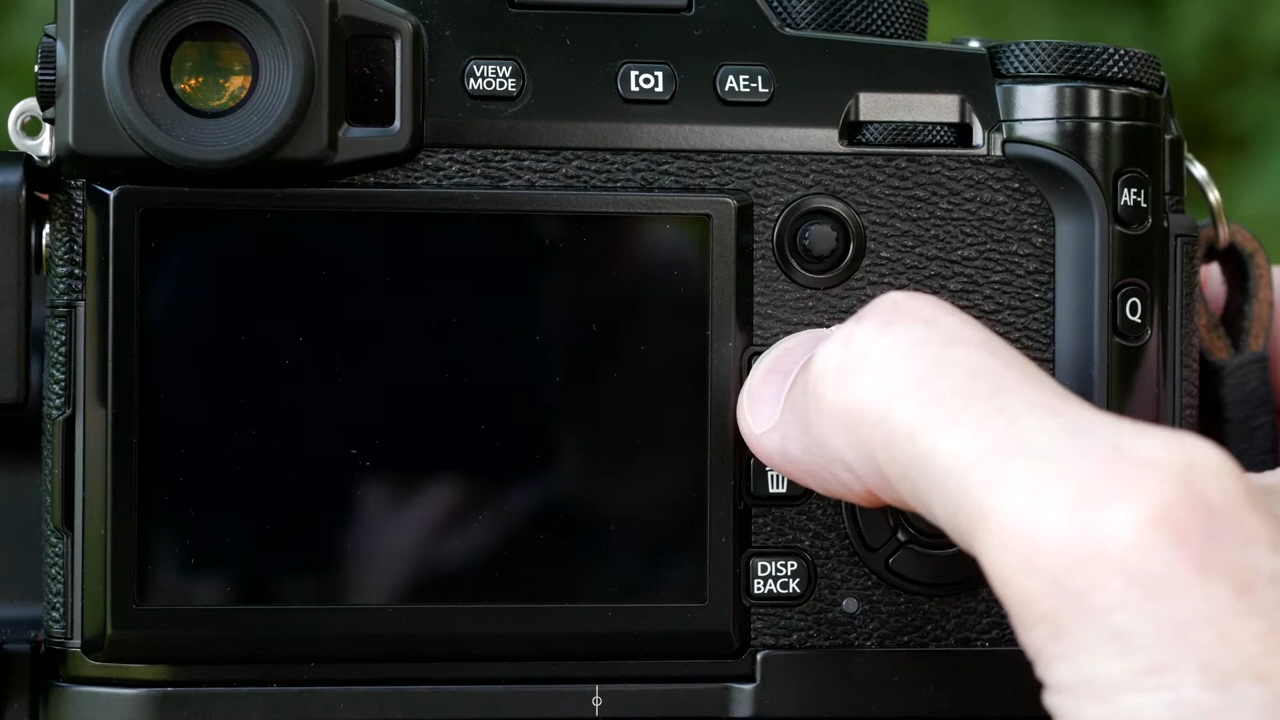 VIEW
MODE
[o]
AE-L
AF-L
Q
DISP
BACK